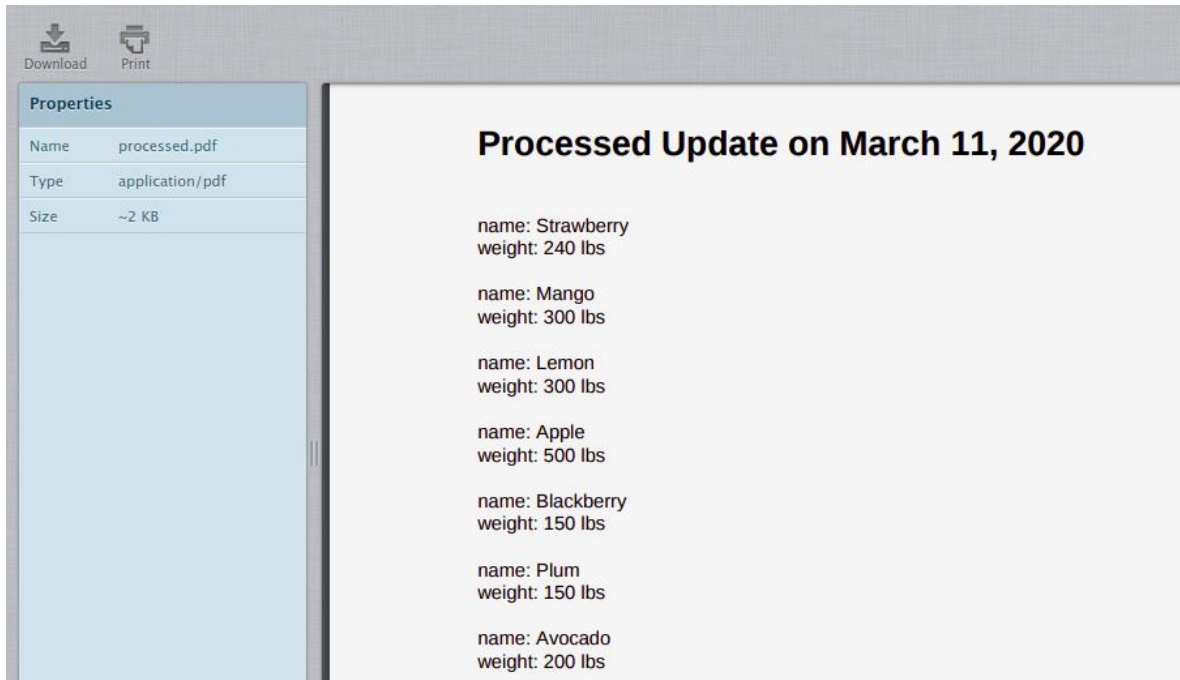 Download Print
Properties
Name processed.pdf
Type application/pdf
Size ~2 KB
Processed Update on March 11, 2020
name: Strawberry
weight: 240 lbs
name: Mango
weight: 300 lbs
name: Lemon
weight: 300 lbs
name: Apple
weight: 500 lbs
name: Blackberry
weight: 150 lbs
name: Plum
weight: 150 lbs
name: Avocado
weight: 200 lbs